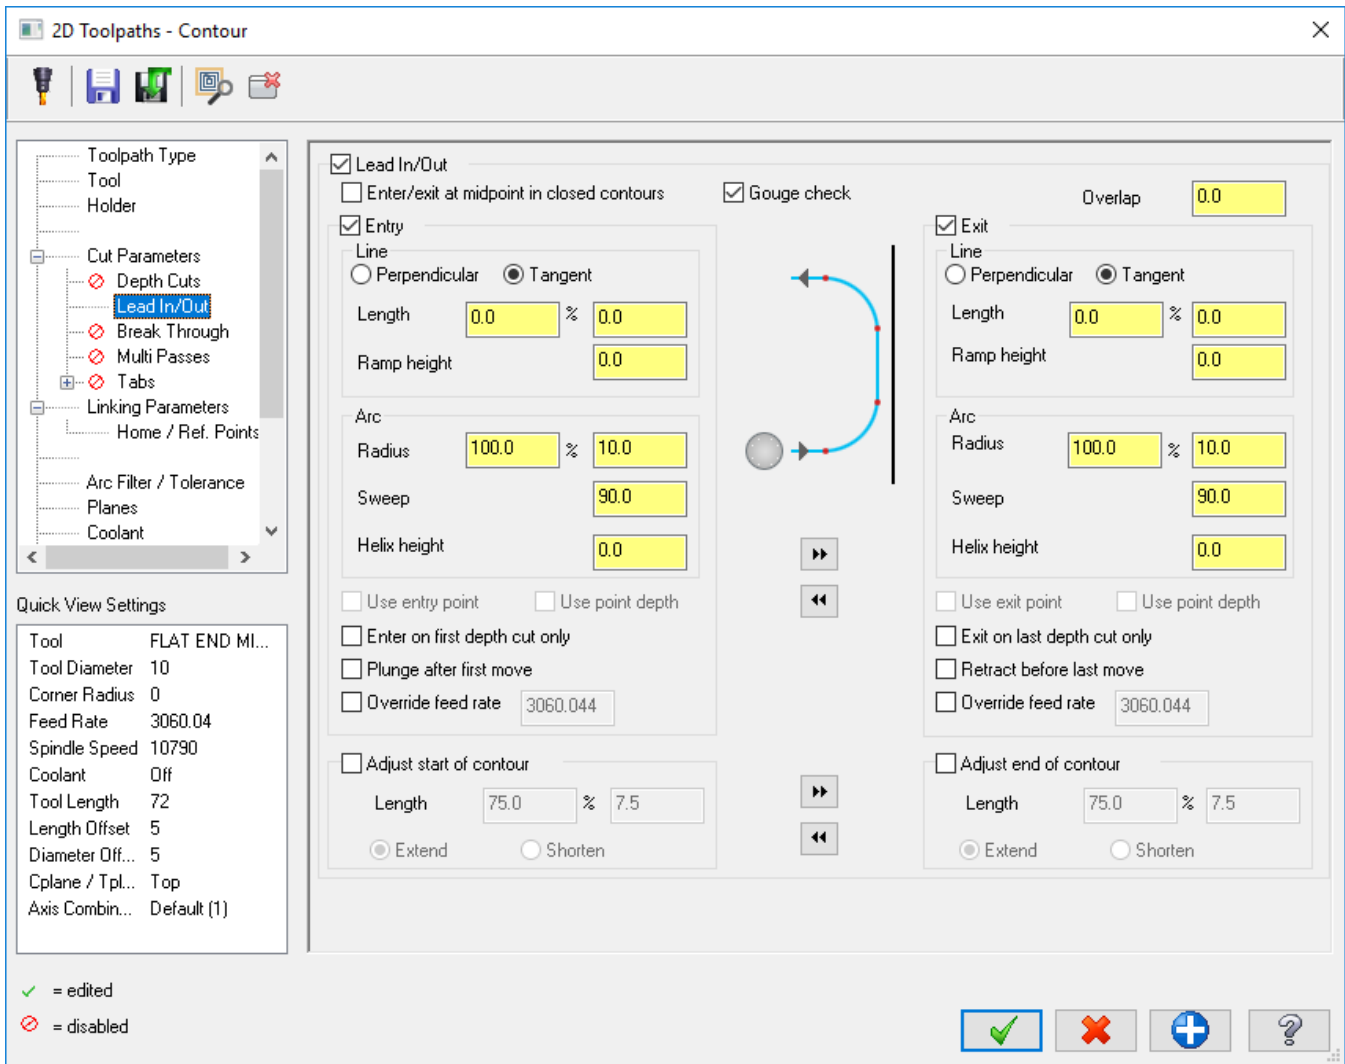 2D Toolpaths - Contour
Toolpath Type
Tool
Holder
Cut Parameters
Depth Cuts
Lead In/Out
Break Through
Multi Passes
Tabs
Linking Parameters
Home / Ref. Points
Arc Filter / Tolerance
Planes
Coolant
Quick View Settings
Tool FLAT END MI...
Tool Diameter 10
Corner Radius 0
Feed Rate 3060.04
Spindle Speed 10790
Coolant Off
Tool Length 72
Length Offset 5
Diameter Off... 5
Cplane / Tpl... Top
Axis Combin... Default (1)
= edited
= disabled
Lead In/Out
Enter/exit at midpoint in closed contours Gouge check Overlap 0.0
Entry
Line
Perpendicular Tangent
Length 0.0 % 0.0
Ramp height 0.0
Arc
Radius 100.0 % 10.0
Sweep 90.0
Helix height 0.0
Use entry point Use point depth
Enter on first depth cut only
Plunge after first move
Override feed rate 3060.044
Adjust start of contour
Length 75.0 % 7.5
Extend Shorten
Exit
Line
Perpendicular Tangent
Length 0.0 % 0.0
Ramp height 0.0
Arc
Radius 100.0 % 10.0
Sweep 90.0
Helix height 0.0
Use exit point Use point depth
Exit on last depth cut only
Retract before last move
Override feed rate 3060.044
Adjust end of contour
Length 75.0 % 7.5
Extend Shorten